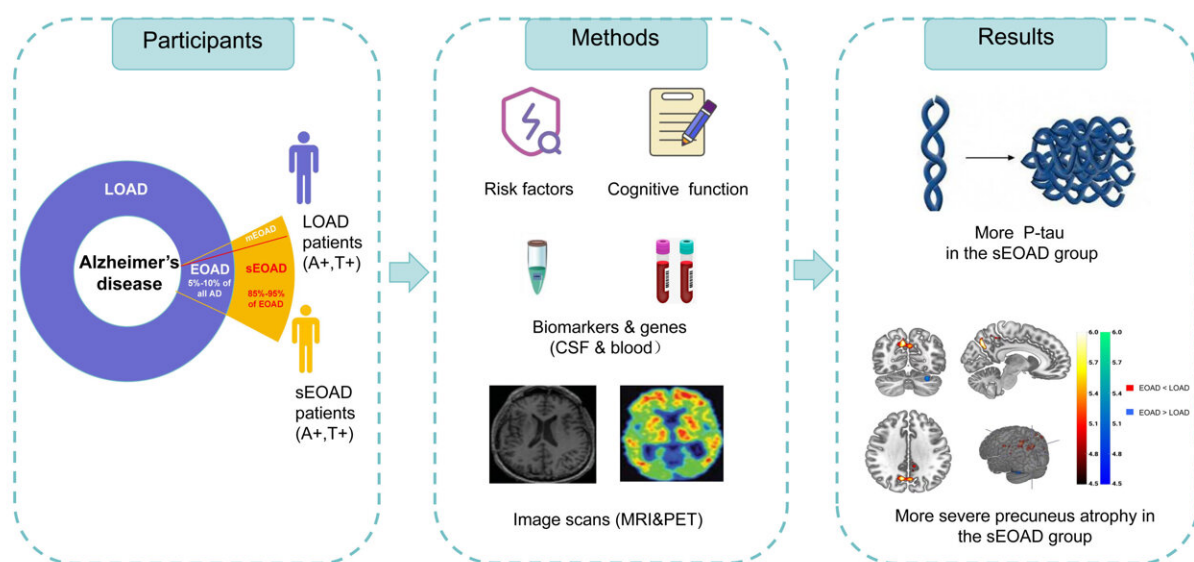 Participants
LOAD
Alzheimer's
disease
EOAD
5%-10% of
all AD
mEOAD
sEOAD
85%-95%
of EOAD
LOAD
patients
(A+,T+)
sEOAD
patients
(A+,T+)
Methods
Risk factors
Cognitive function
Biomarkers & genes
(CSF & blood）
Image scans (MRI&PET)
Results
More P-tau
in the sEOAD group
6.0
5.7
5.4
5.1
4.8
4.5
6.0
5.7
5.4
5.1
4.8
4.5
EOAD < LOAD
EOAD > LOAD
More severe precuneus atrophy in
the sEOAD group